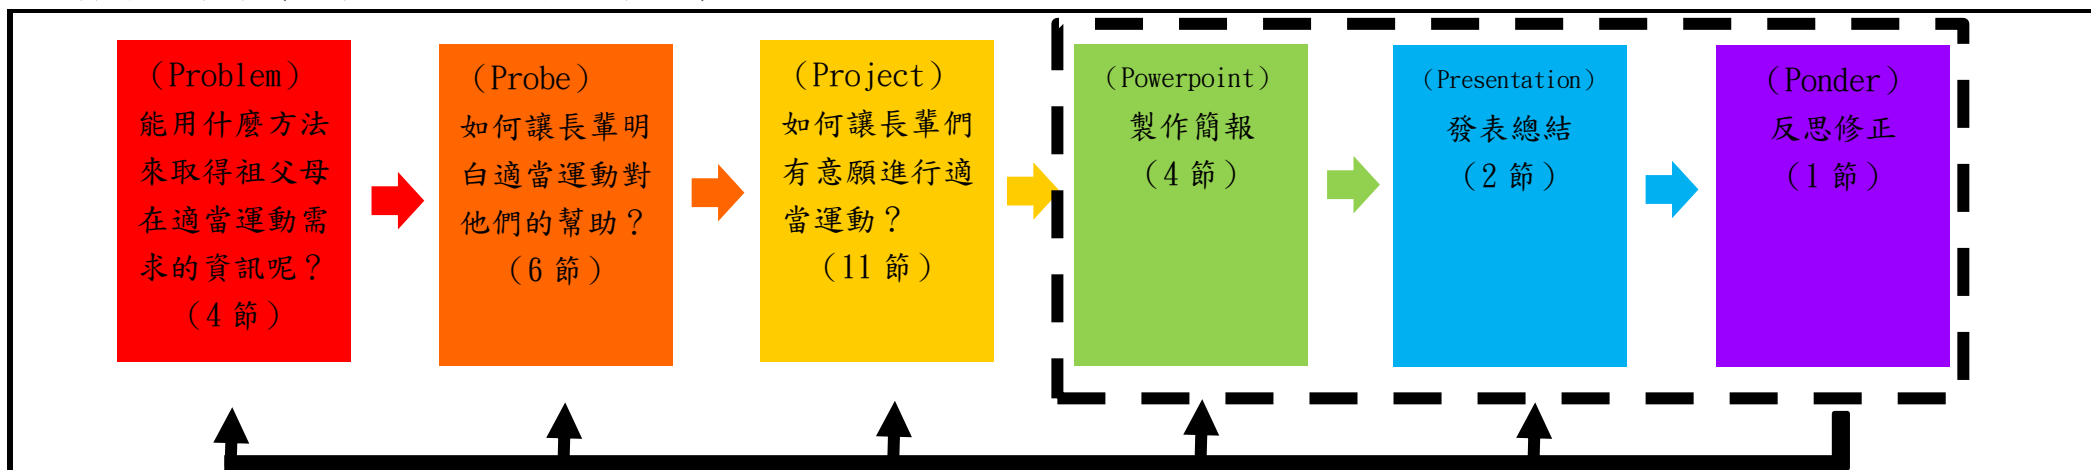 （Problem）
能用什麼方法
來取得祖父母
在適當運動需
求的資訊呢？
（4 節）
（Probe）
如何讓長輩明
白適當運動對
他們的幫助？
（6 節）
（Project）
如何讓長輩們
有意願進行適
當運動？
（11 節）
（Powerpoint）
製作簡報
（4 節）
（Presentation）
發表總結
（2 節）
（Ponder）
反思修正
（1 節）